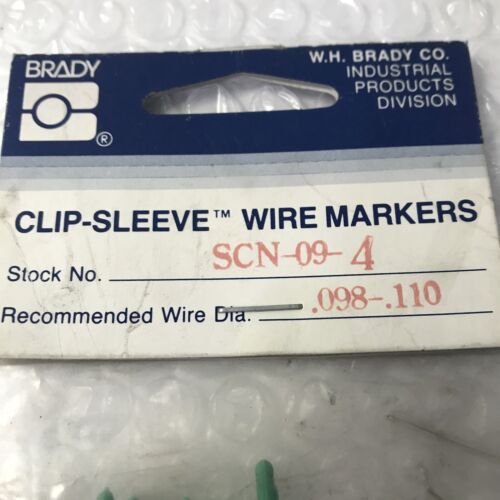 BRADY
®
W.H. BRADY CO.
INDUSTRIAL
PRODUCTS
DIVISION
CLIP-SLEEVE™ WIRE MARKERS
Stock No. SCN-09-4
Recommended Wire Dia. .098-.110